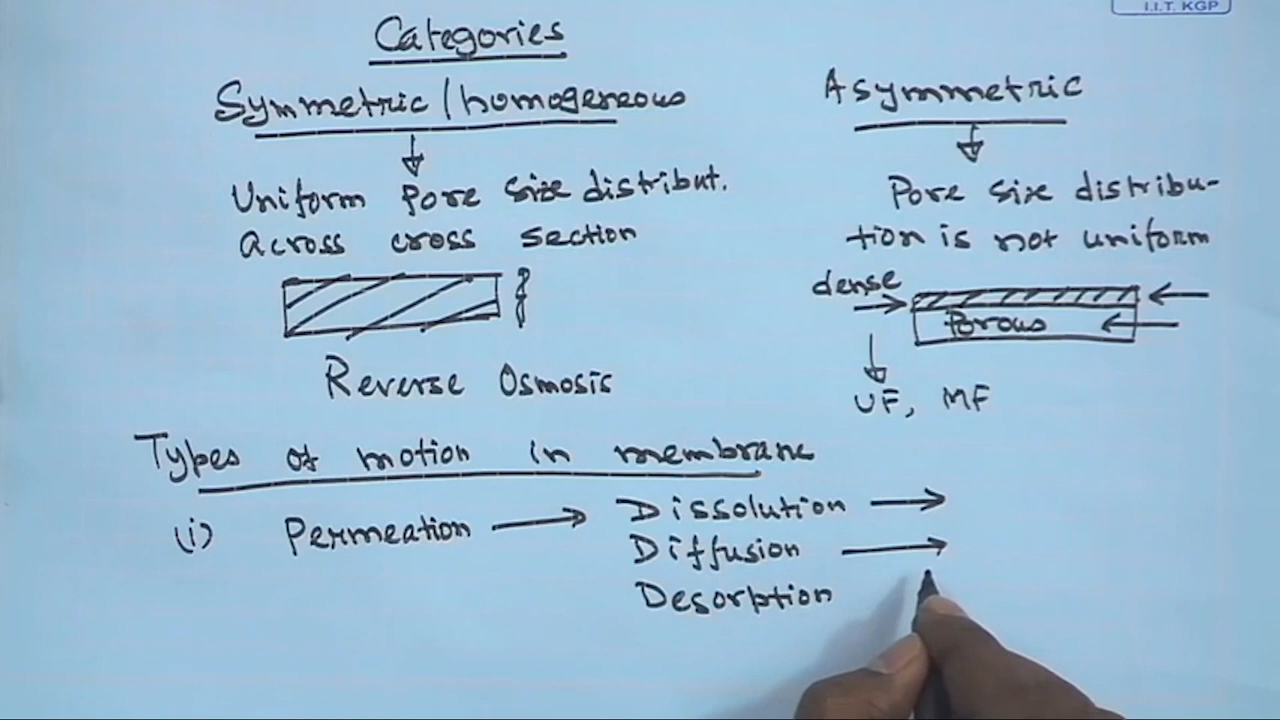 I.I.T. KGP
Categories
Symmetric/homogeneous
Uniform Pore size distribut.
across cross section
Reverse Osmosis
Asymmetric
Pore size distribu-
tion is not uniform
dense
Porous
UF, MF
Types of motion in membrane
(i) Permeation → Dissolution →
Diffusion →
Desorption